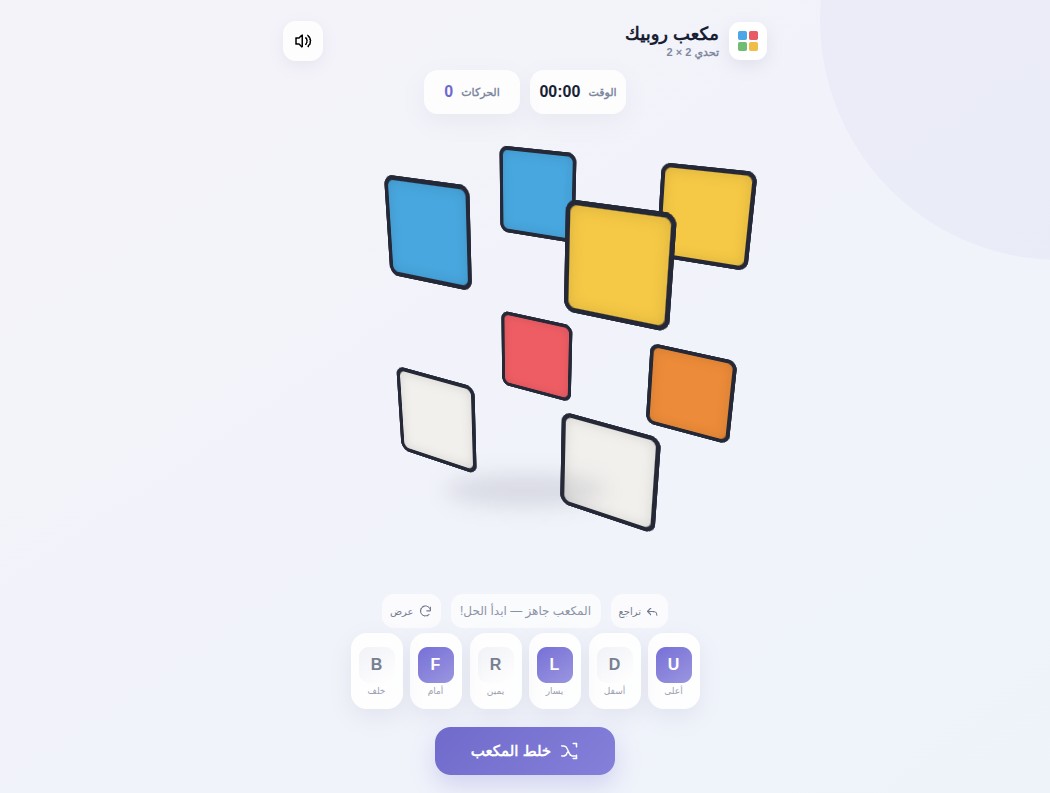 مكعب روبيك
تحدي 2 × 2
الوقت 00:00
الحركات 0
تراجع
المكعب جاهز — ابدأ الحل!
عرض
U
أعلى
D
أسفل
L
يسار
R
يمين
F
أمام
B
خلف
خلط المكعب